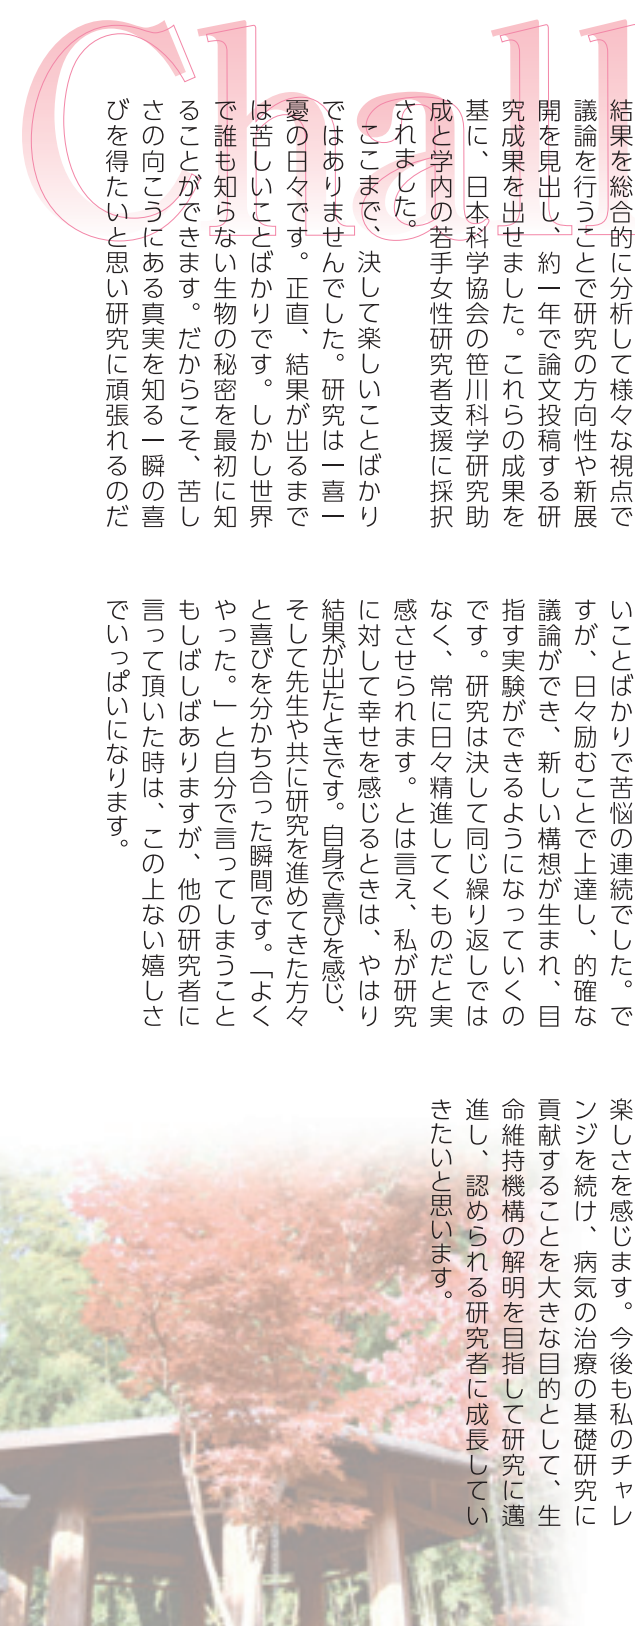 Chall
結果を総合的に分析して様々な視点で
議論を行うことで研究の方向性や新展
開を見出し、約一年で論文投稿する研
究成果を出せました。これらの成果を
基に、日本科学協会の笹川科学研究助
成と学内の若手女性研究者支援に採択
されました。
ここまで、決して楽しいことばかり
ではありませんでした。研究は一喜一
憂の日々です。正直、結果が出るまで
は苦しいことばかりです。しかし世界
で誰も知らない生物の秘密を最初に知
ることができます。だからこそ、苦し
さの向こうにある真実を知る一瞬の喜
びを得たいと思い研究に頑張れるのだ
いことばかりで苦悩の連続でした。で
すが、日々励むことで上達し、的確な
議論ができ、新しい構想が生まれ、目
指す実験ができるようになっていくの
です。研究は決して同じ繰り返しでは
なく、常に日々精進してくものだと実
感させられます。とは言え、私が研究
に対して幸せを感じるときは、やはり
結果が出たときです。自身で喜びを感じ、
そして先生や共に研究を進めてきた方々
と喜びを分かち合った瞬間です。「よく
やった。」と自分で言ってしまうこと
もしばしばありますが、他の研究者に
言って頂いた時は、この上ない嬉しさ
でいっぱいになります。
楽しさを感じます。今後も私のチャレ
ンジを続け、病気の治療の基礎研究に
貢献することを大きな目的として、生
命維持機構の解明を目指して研究に邁
進し、認められる研究者に成長してい
きたいと思います。